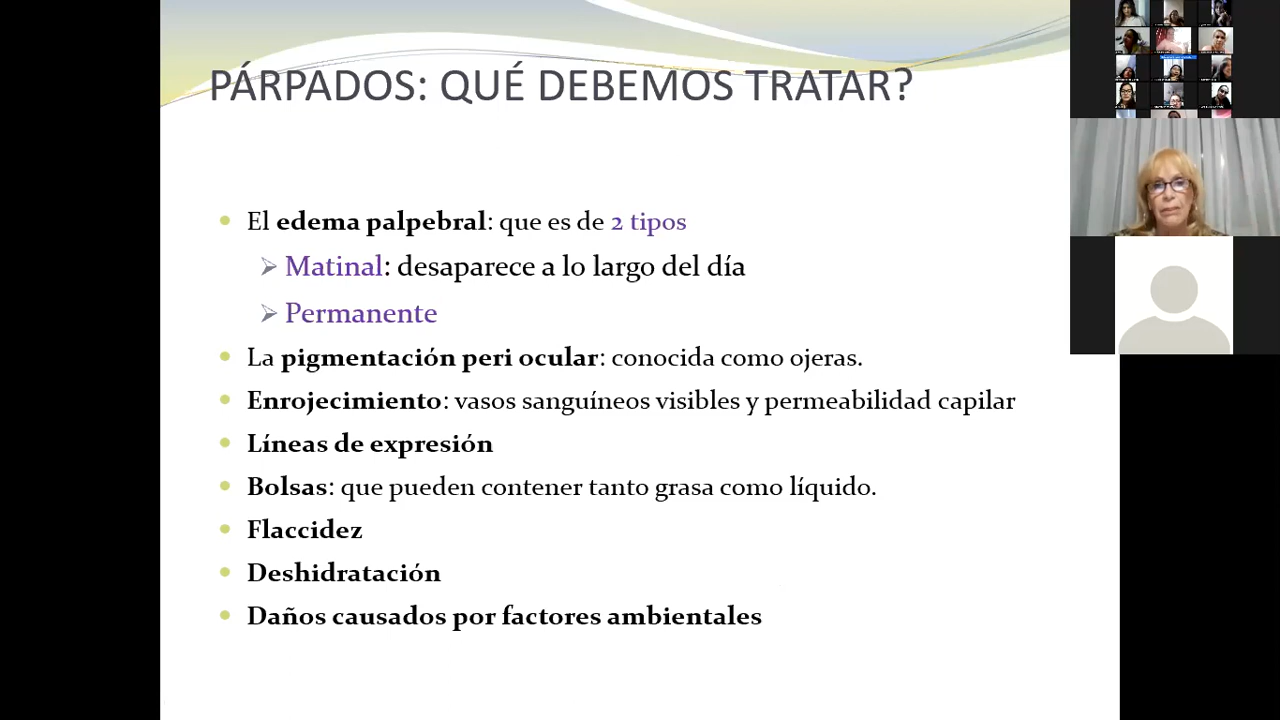 PÁRPADOS: QUÉ DEBEMOS TRATAR?
El edema palpebral: que es de 2 tipos
Matinal: desaparece a lo largo del día
Permanente
La pigmentación peri ocular: conocida como ojeras.
Enrojecimiento: vasos sanguíneos visibles y permeabilidad capilar
Líneas de expresión
Bolsas: que pueden contener tanto grasa como líquido.
Flaccidez
Deshidratación
Daños causados por factores ambientales